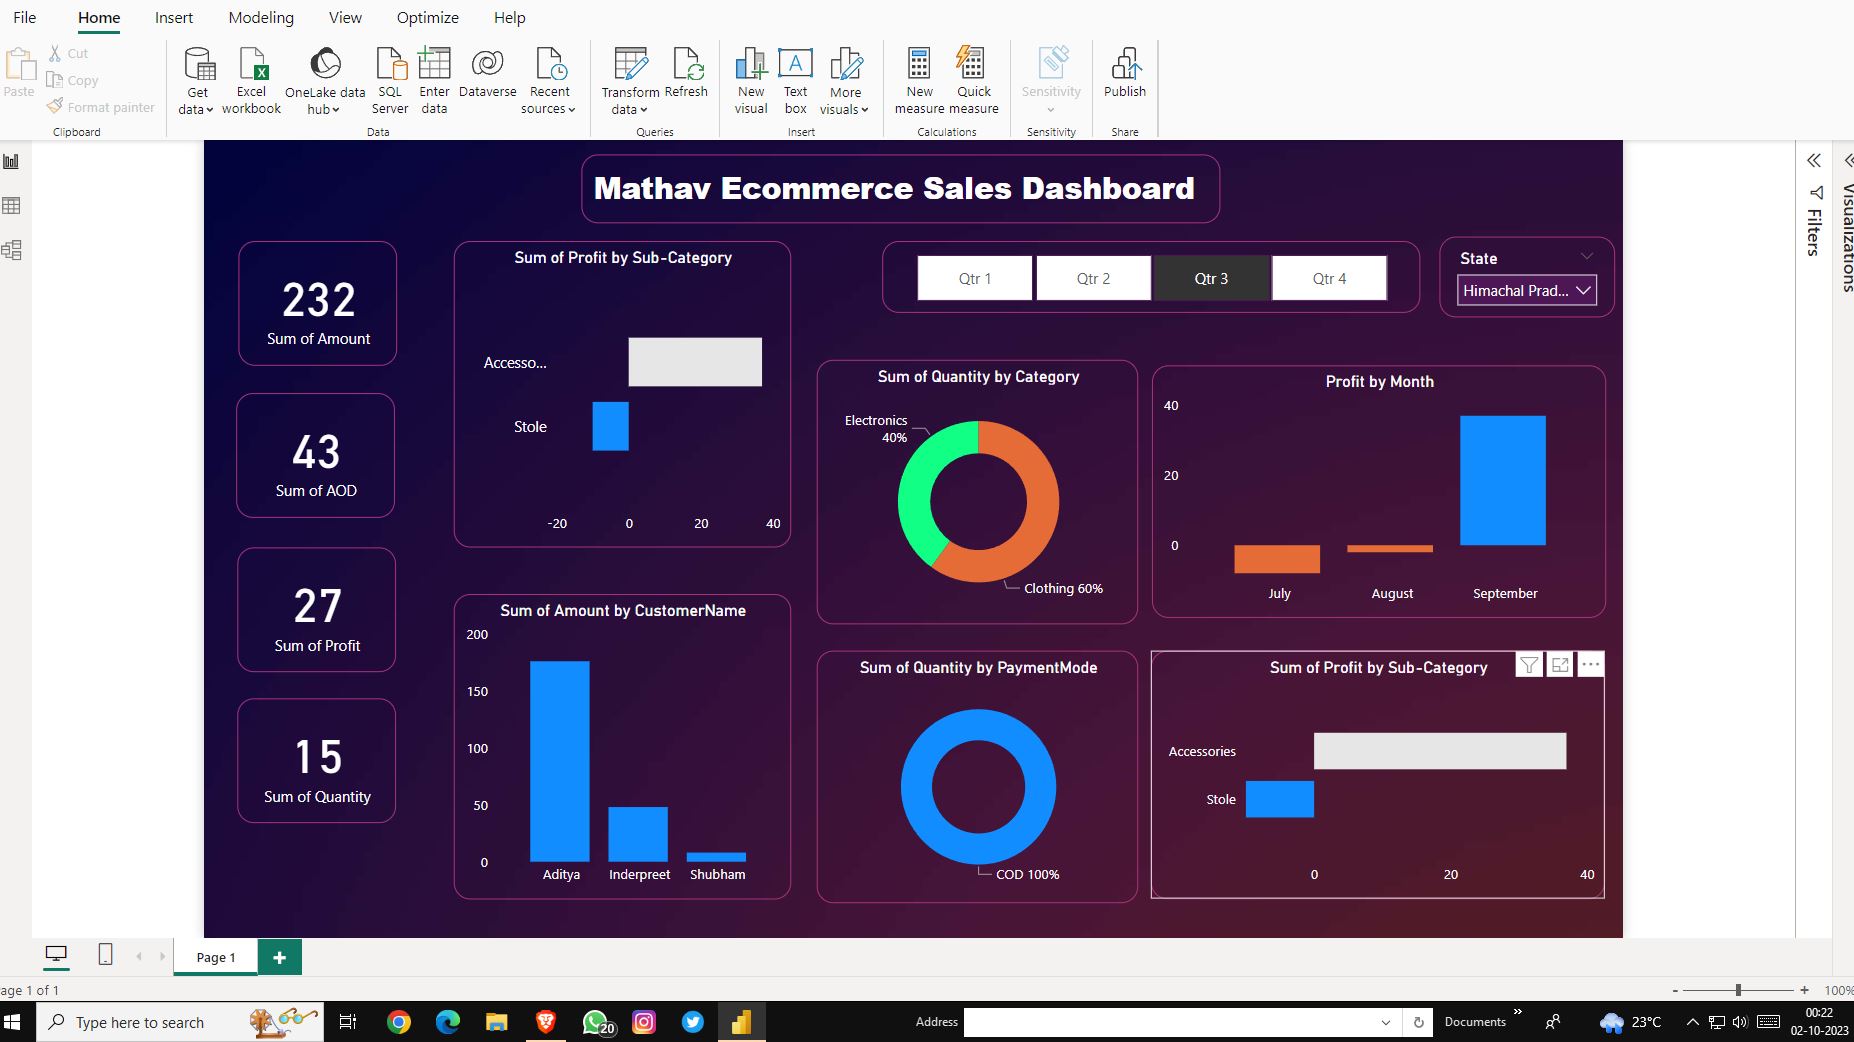 File Home Insert Modeling View Optimize Help
Paste
Cut
Copy
Format painter
Clipboard
Get data
Excel workbook
OneLake data hub
SQL Server
Enter data
Dataverse
Recent sources
Data
Transform data
Refresh
Queries
New visual
Text box
More visuals
Insert
New measure
Quick measure
Calculations
Sensitivity
Sensitivity
Publish
Share
Mathav Ecommerce Sales Dashboard
232
Sum of Amount
43
Sum of AOD
27
Sum of Profit
15
Sum of Quantity
Sum of Profit by Sub-Category
Accesso...
Stole
-20 0 20 40
Qtr 1 Qtr 2 Qtr 3 Qtr 4
State
Himachal Prad...
Sum of Quantity by Category
Electronics
40%
Clothing 60%
Profit by Month
40
20
0
July August September
Sum of Amount by CustomerName
200
150
100
50
0
Aditya Inderpreet Shubham
Sum of Quantity by PaymentMode
COD 100%
Sum of Profit by Sub-Category
Accessories
Stole
0 20 40
Filters
Visualizations
Page 1
age 1 of 1
- + 100%
Type here to search
20
Address
Documents
23°C
00:22
02-10-2023